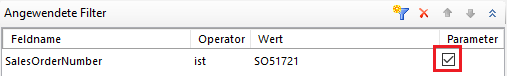 Angewendete Filter
Feldname Operator Wert Parameter
SalesOrderNumber ist SO51721